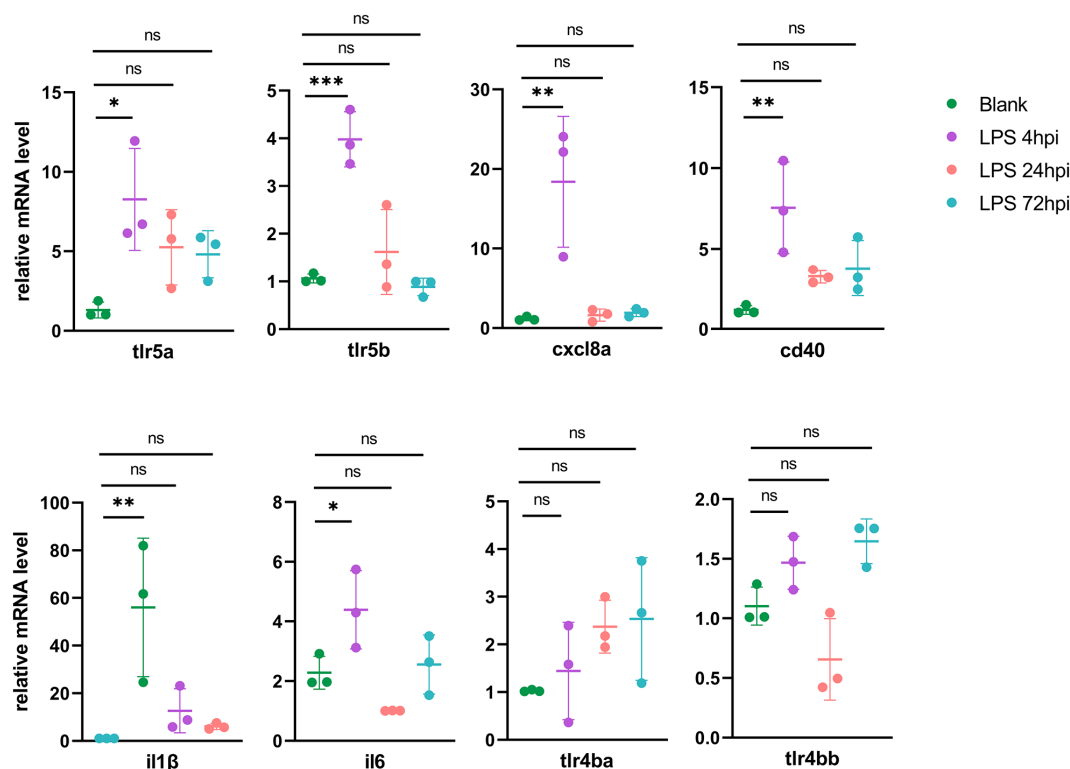 ns
ns
*
15
10
5
0
relative mRNA level
tlr5a
ns
ns
***
5
4
3
2
1
0
tlr5b
ns
ns
**
30
20
10
0
cxcl8a
ns
ns
**
15
10
5
0
cd40
Blank
LPS 4hpi
LPS 24hpi
LPS 72hpi
ns
ns
**
100
80
60
40
20
0
relative mRNA level
il1β
ns
ns
*
8
6
4
2
0
il6
ns
ns
ns
5
4
3
2
1
0
tlr4ba
ns
ns
ns
2.0
1.5
1.0
0.5
0.0
tlr4bb